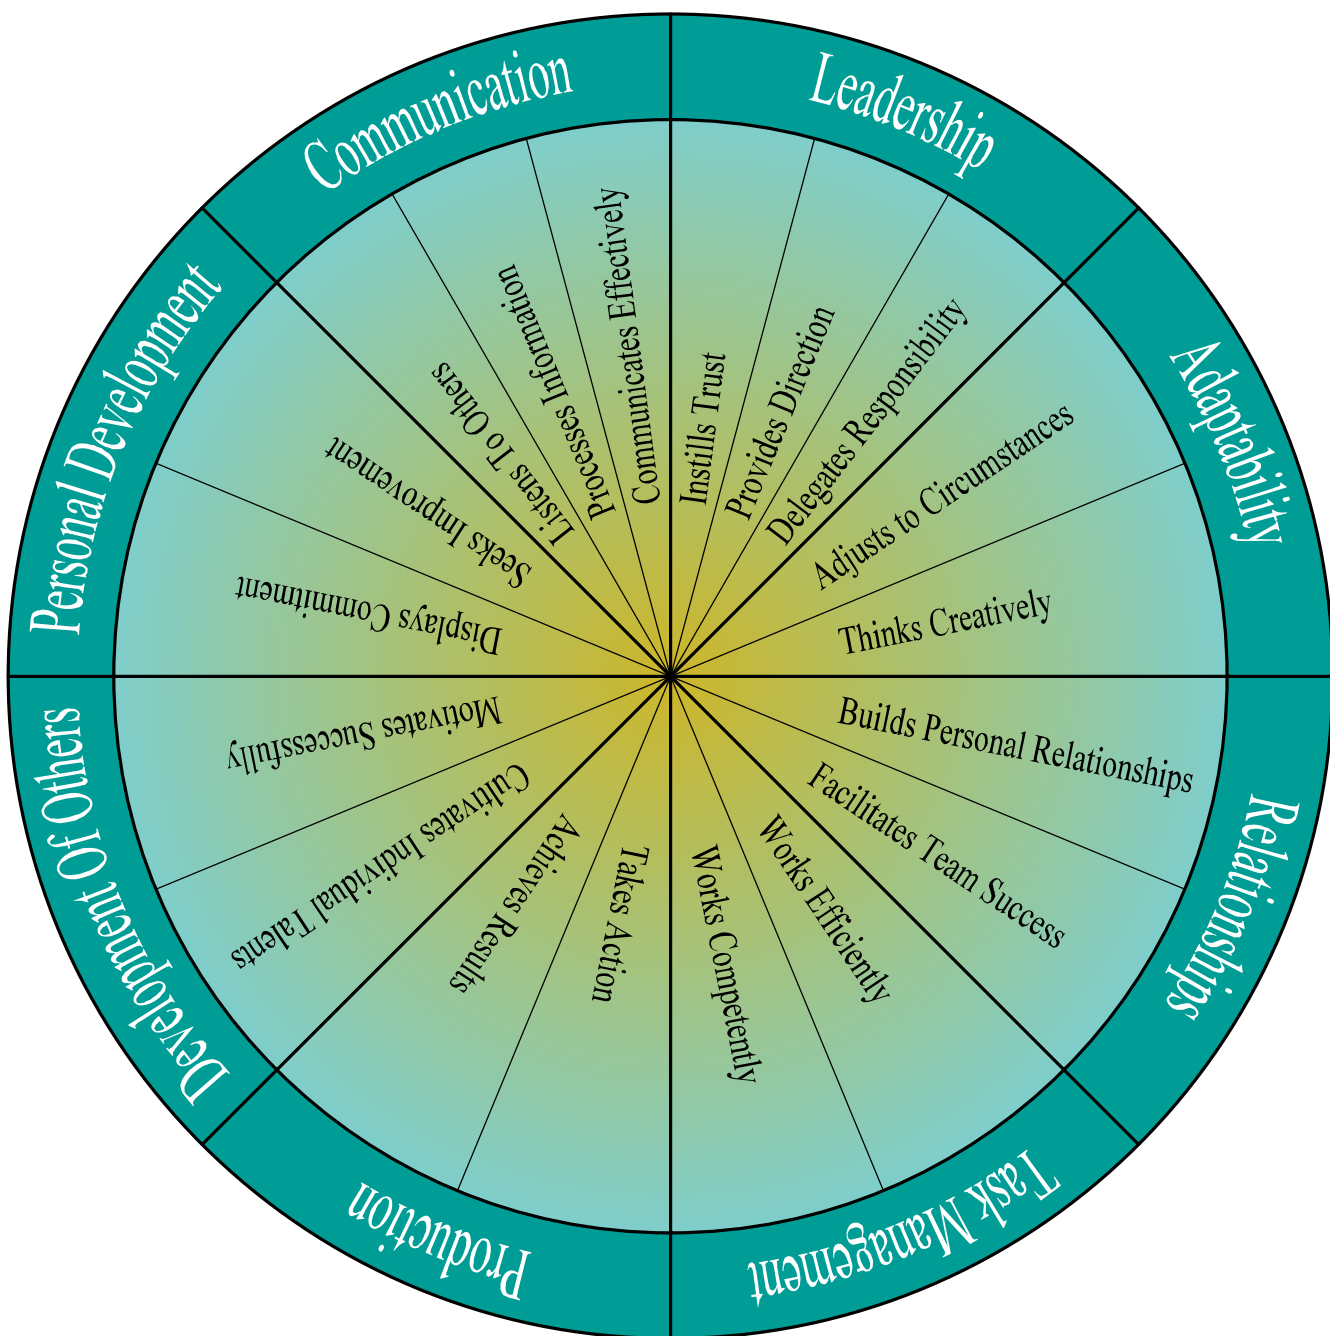 Leadership
Instills Trust
Provides Direction
Delegates Responsibility
Adaptability
Adjusts to Circumstances
Thinks Creatively
Relationships
Builds Personal Relationships
Facilitates Team Success
Task Management
Works Efficiently
Works Competently
Production
Takes Action
Achieves Results
Development Of Others
Cultivates Individual Talents
Motivates Successfully
Personal Development
Displays Commitment
Seeks Improvement
Communication
Listens To Others
Processes Information
Communicates Effectively